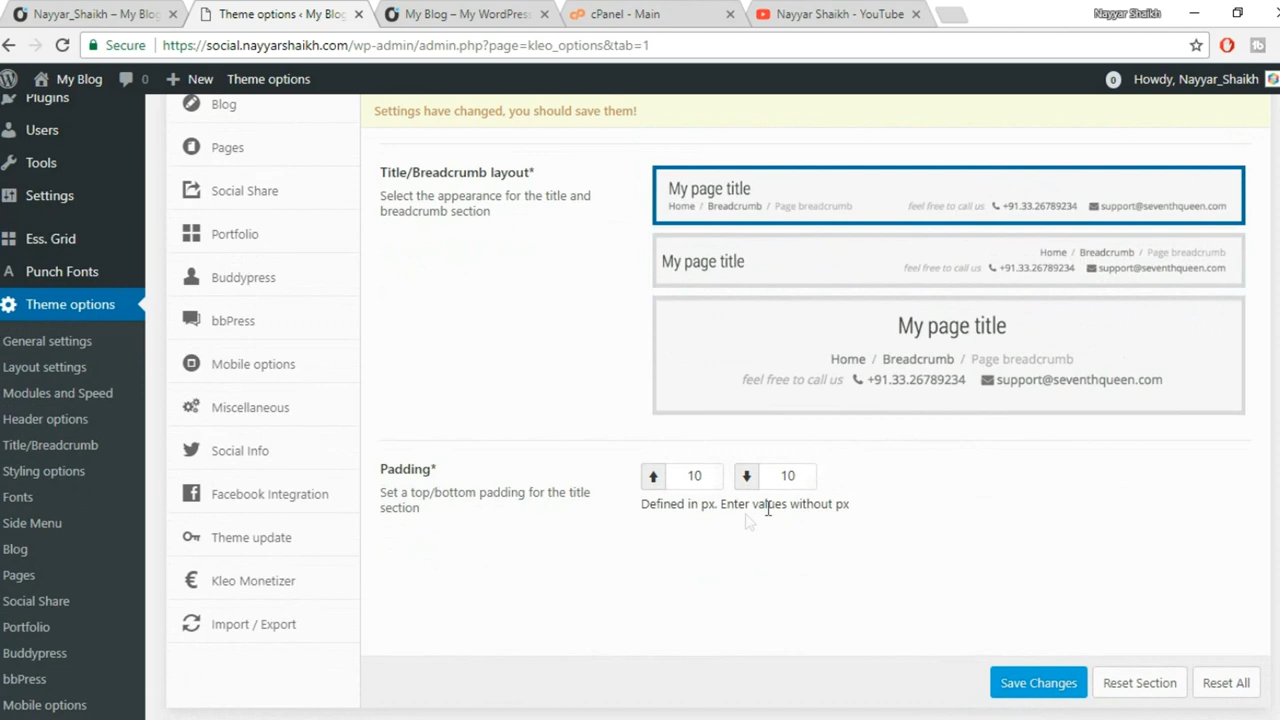 Nayyar_Shaikh – My Blog
Theme options ‹ My Blog
My Blog – My WordPress
cPanel - Main
Nayyar Shaikh - YouTube
Nayyar Shaikh
Secure
https://social.nayyarshaikh.com/wp-admin/admin.php?page=kleo_options&tab=1
My Blog
0
New
Theme options
0
Howdy, Nayyar_Shaikh
Plugins
Users
Tools
Settings
Ess. Grid
Punch Fonts
Theme options
General settings
Layout settings
Modules and Speed
Header options
Title/Breadcrumb
Styling options
Fonts
Side Menu
Blog
Pages
Social Share
Portfolio
Buddypress
bbPress
Mobile options
Blog
Pages
Social Share
Portfolio
Buddypress
bbPress
Mobile options
Miscellaneous
Social Info
Facebook Integration
Theme update
Kleo Monetizer
Import / Export
Settings have changed, you should save them!
Title/Breadcrumb layout*
Select the appearance for the title and
breadcrumb section
My page title
Home / Breadcrumb / Page breadcrumb
feel free to call us +91.33.26789234 support@seventhqueen.com
My page title
Home / Breadcrumb / Page breadcrumb
feel free to call us +91.33.26789234 support@seventhqueen.com
My page title
Home / Breadcrumb / Page breadcrumb
feel free to call us +91.33.26789234 support@seventhqueen.com
Padding*
Set a top/bottom padding for the title
section
10
10
Defined in px. Enter values without px
Save Changes
Reset Section
Reset All